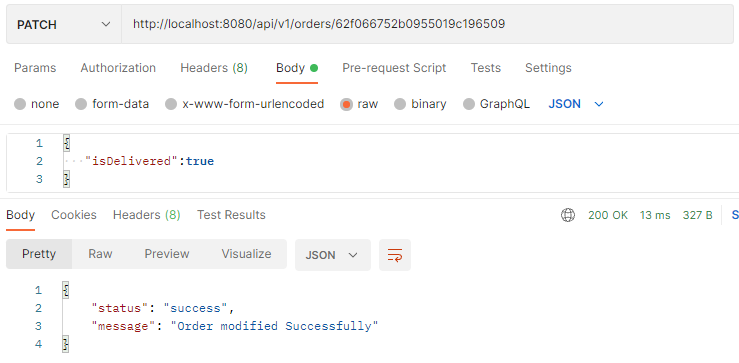 PATCH http://localhost:8080/api/v1/orders/62f066752b0955019c196509
Params Authorization Headers (8) Body Pre-request Script Tests Settings
none form-data x-www-form-urlencoded raw binary GraphQL JSON
1 {
2 "isDelivered":true
3 }
Body Cookies Headers (8) Test Results 200 OK 13 ms 327 B S
Pretty Raw Preview Visualize JSON
1 {
2 "status": "success",
3 "message": "Order modified Successfully"
4 }